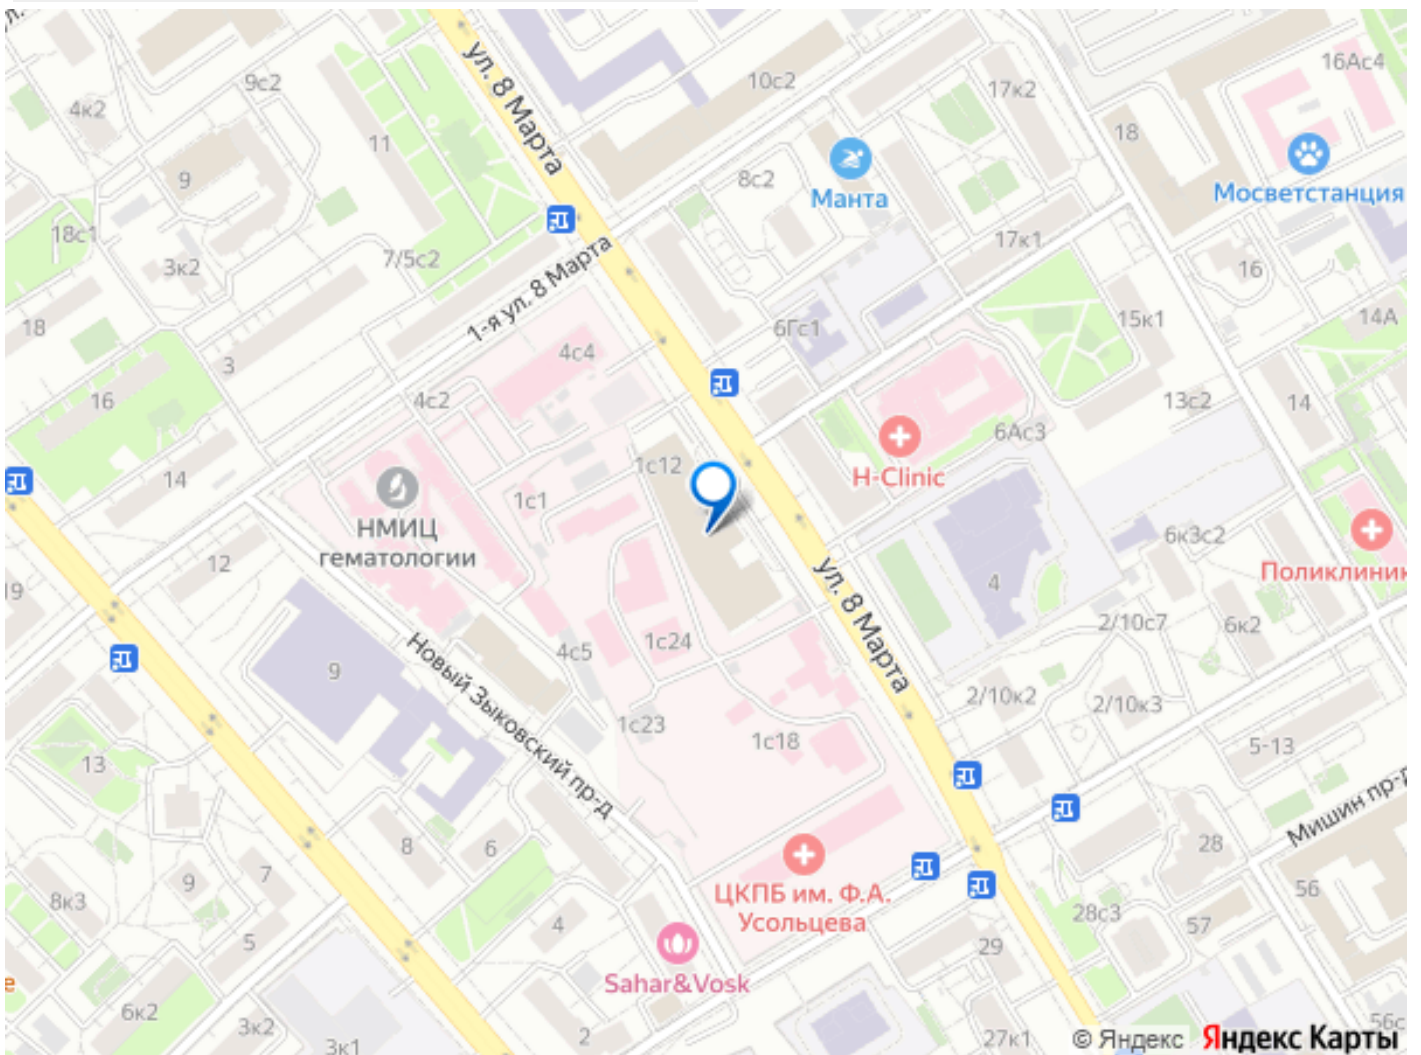 ул.
4к2
9с2
11
9
18с1
3к2
7/5с2
18
3
16
14
ул. 8 Марта
10с2
17к2
16Ас4
18
Манта
8с2
Мосветстанция
17к1
16
1-я ул. 8 Марта
6Гс1
15к1
14А
4с4
4с2
13с2
14
6Ас3
H-Clinic
1с12
1с1
НМИЦ
гематологии
12
19
9
4с5
1с24
ул. 8 Марта
4
6к3с2
Поликлиник
2/10с7
6к2
2/10к2
2/10к3
Новый Зыковский пр-д
1с23
1с18
5-13
Мишин пр-д
13
8
6
28
7
9
8к3
5
4
ЦКПБ им. Ф.А.
Усольцева
56
28с3
57
29
Sahar&Vosk
е
6к2
3к2
3к1
2
27к1
56с
© Яндекс
Яндекс Карты